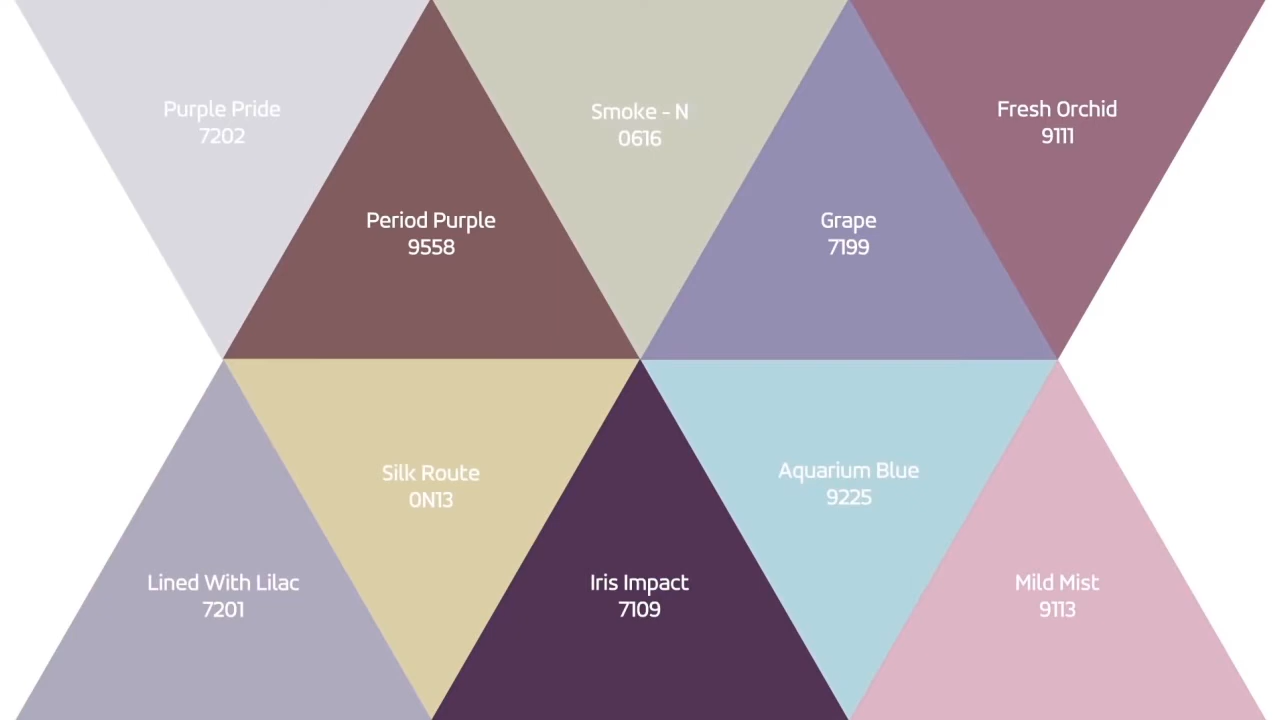 Purple Pride
7202
Smoke - N
0616
Fresh Orchid
9111
Period Purple
9558
Grape
7199
Silk Route
0N13
Aquarium Blue
9225
Lined With Lilac
7201
Iris Impact
7109
Mild Mist
9113